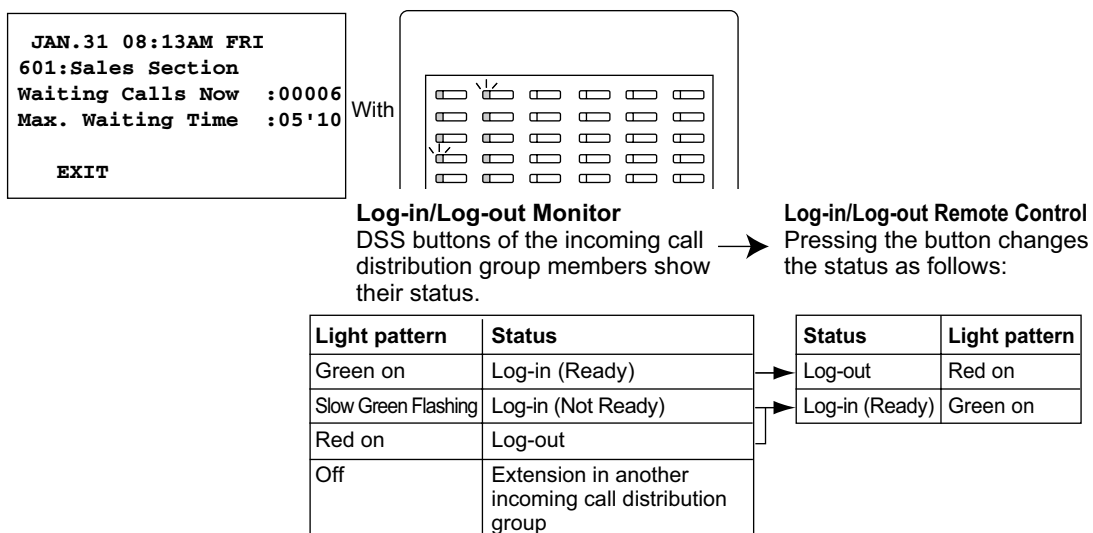 JAN.31 08:13AM FRI
601:Sales Section
Waiting Calls Now :00006
Max. Waiting Time :05'10
EXIT
With
Log-in/Log-out Monitor
DSS buttons of the incoming call
distribution group members show
their status.
Log-in/Log-out Remote Control
Pressing the button changes
the status as follows:
Light pattern Status
Green on Log-in (Ready)
Slow Green Flashing Log-in (Not Ready)
Red on Log-out
Off Extension in another
incoming call distribution
group
Status Light pattern
Log-out Red on
Log-in (Ready) Green on